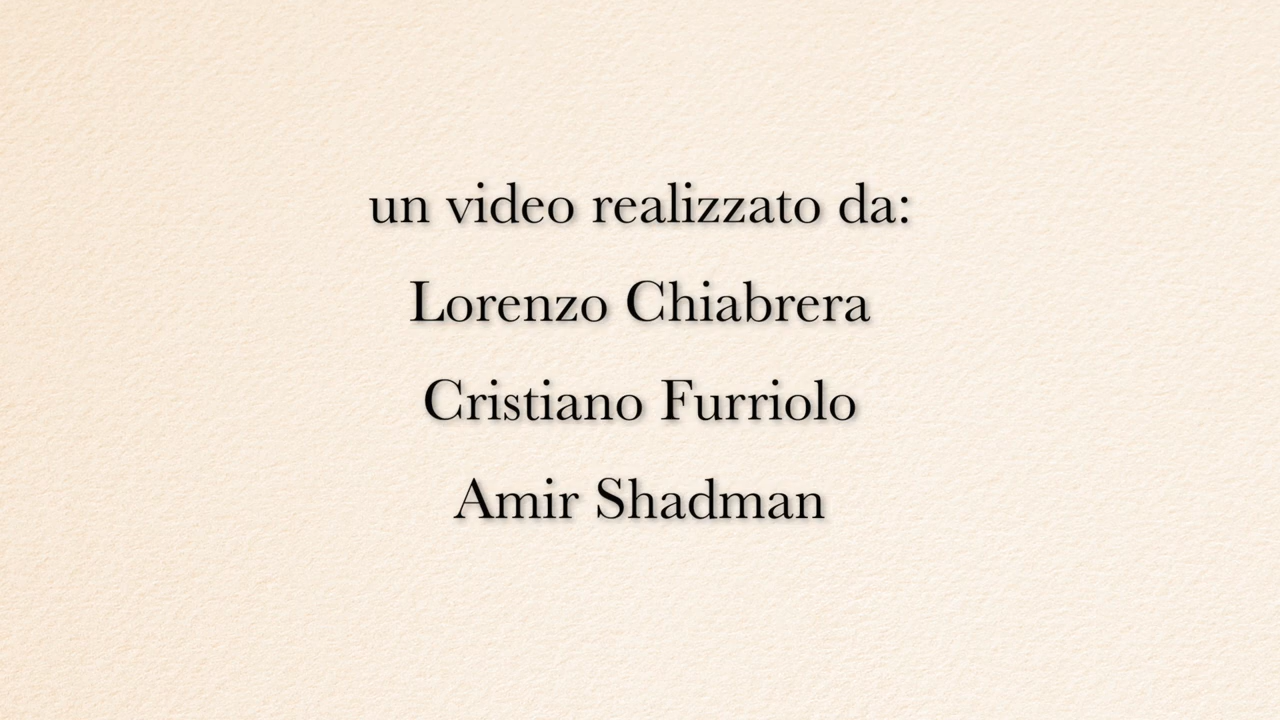 un video realizzato da:
Lorenzo Chiabrera
Cristiano Furriolo
Amir Shadman